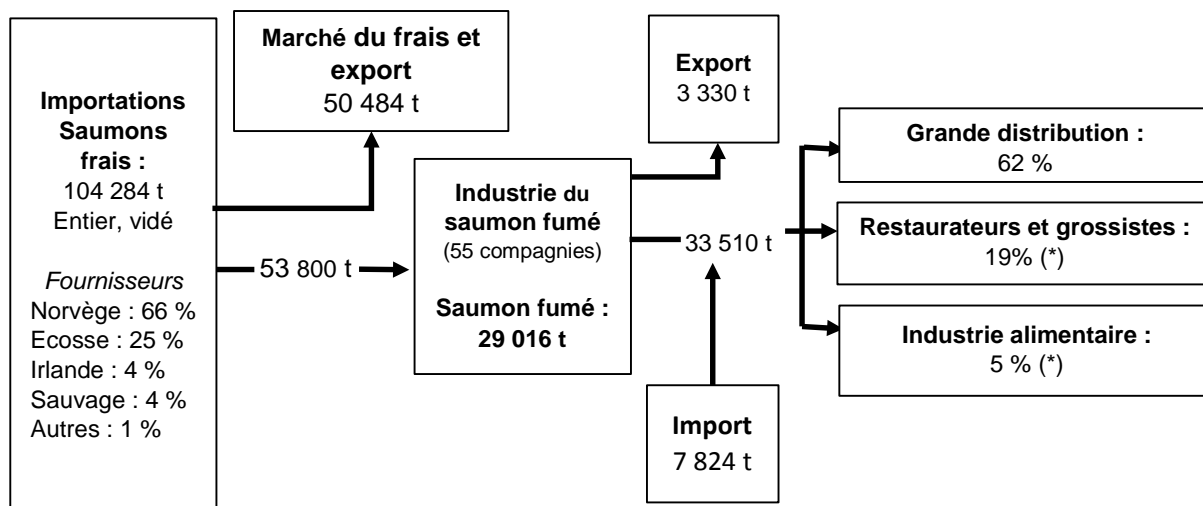 Importations
Saumons
frais :
104 284 t
Entier, vidé
Fournisseurs
Norvège : 66 %
Ecosse : 25 %
Irlande : 4 %
Sauvage : 4 %
Autres : 1 %
Marché du frais et
export
50 484 t
53 800 t
Industrie du
saumon fumé
(55 compagnies)
Saumon fumé :
29 016 t
Export
3 330 t
33 510 t
Import
7 824 t
Grande distribution :
62 %
Restaurateurs et grossistes :
19% (*)
Industrie alimentaire :
5 % (*)